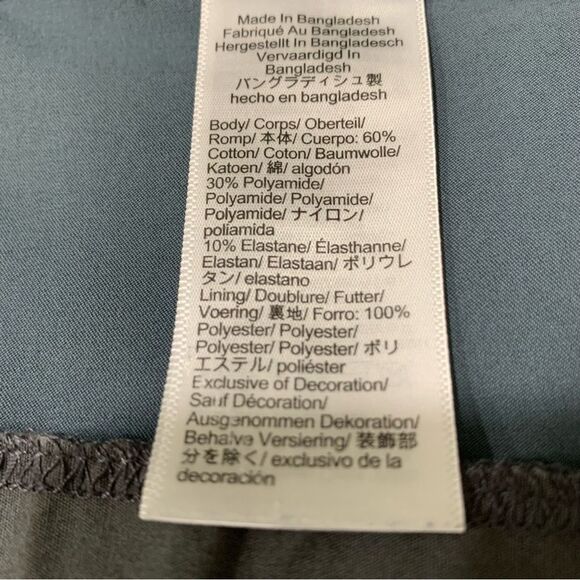 Made In Bangladesh
Fabriqué Au Bangladesh
Hergestellt In Bangladesch
Vervaardigd In
Bangladesh
バングラディシュ製
hecho en bangladesh
Body/ Corps/ Oberteil/
Romp/ 本体/ Cuerpo: 60%
Cotton/ Coton/ Baumwolle/
Katoen/ 綿/ algodón
30% Polyamide/
Polyamide/ Polyamide/
Polyamide/ ナイロン/
poliamida
10% Elastane/ Élasthanne/
Elastan/ Elastaan/ ポリウレ
タン/ elastano
Lining/ Doublure/ Futter/
Voering/ 裏地/ Forro: 100%
Polyester/ Polyester/
Polyester/ Polyester/ ポリ
エステル/ poliéster
Exclusive of Decoration/
Sauf Décoration/
Ausgenommen Dekoration/
Behalve Versiering/ 装飾部
分を除く/ exclusivo de la
decoración